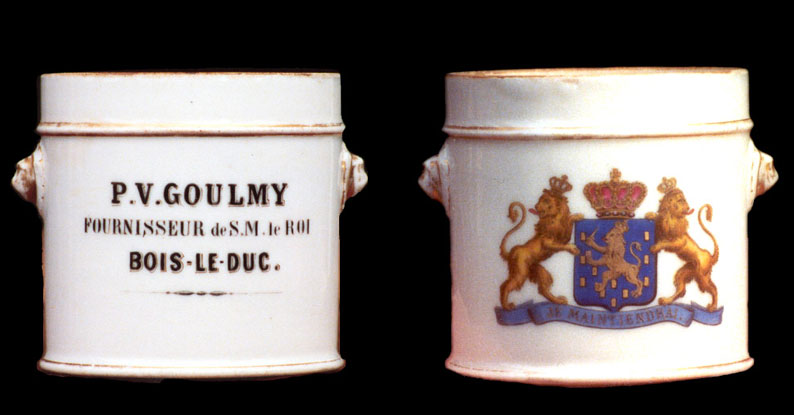 P.V.GOULMY
FOURNISSEUR de S.M. le ROI
BOIS-LE-DUC.
JE MAINTIENDRAI.